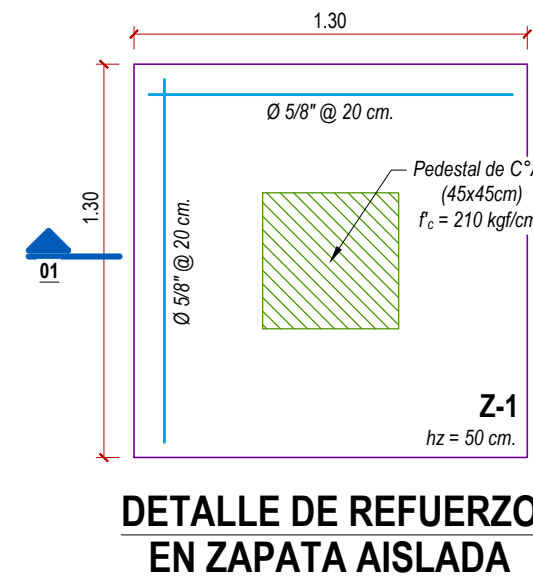 1.30
Ø 5/8" @ 20 cm.
Pedestal de C°A
(45x45cm)
f'c = 210 kgf/cm
1.30
Ø 5/8" @ 20 cm.
01
Z-1
hz = 50 cm.
DETALLE DE REFUERZO
EN ZAPATA AISLADA